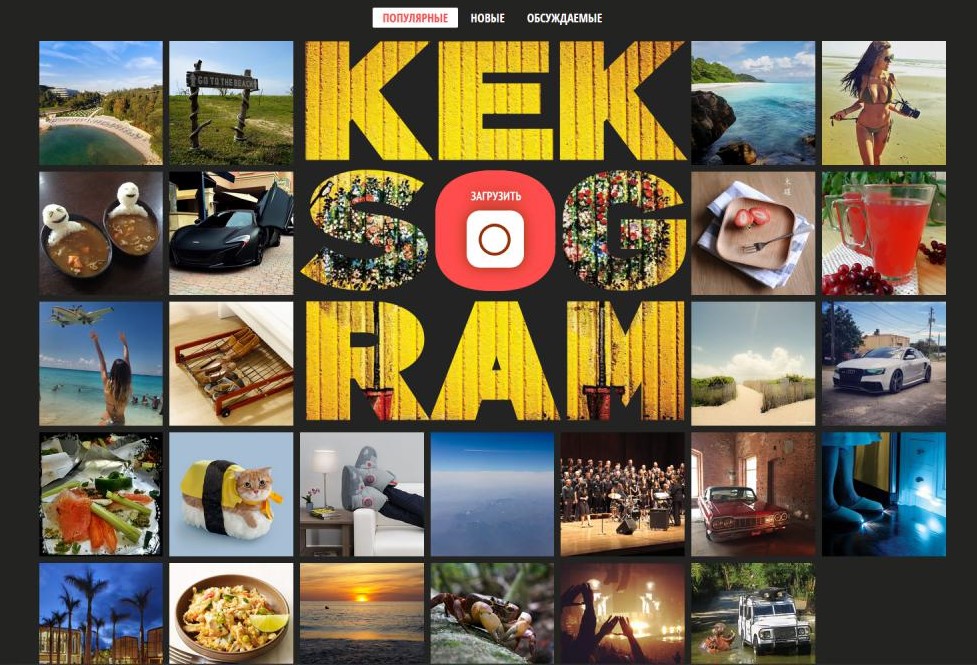 ПОПУЛЯРНЫЕ НОВЫЕ ОБСУЖДАЕМЫЕ
GO TO THE BEACH
KEK
SOG
ЗАГРУЗИТЬ
RAM